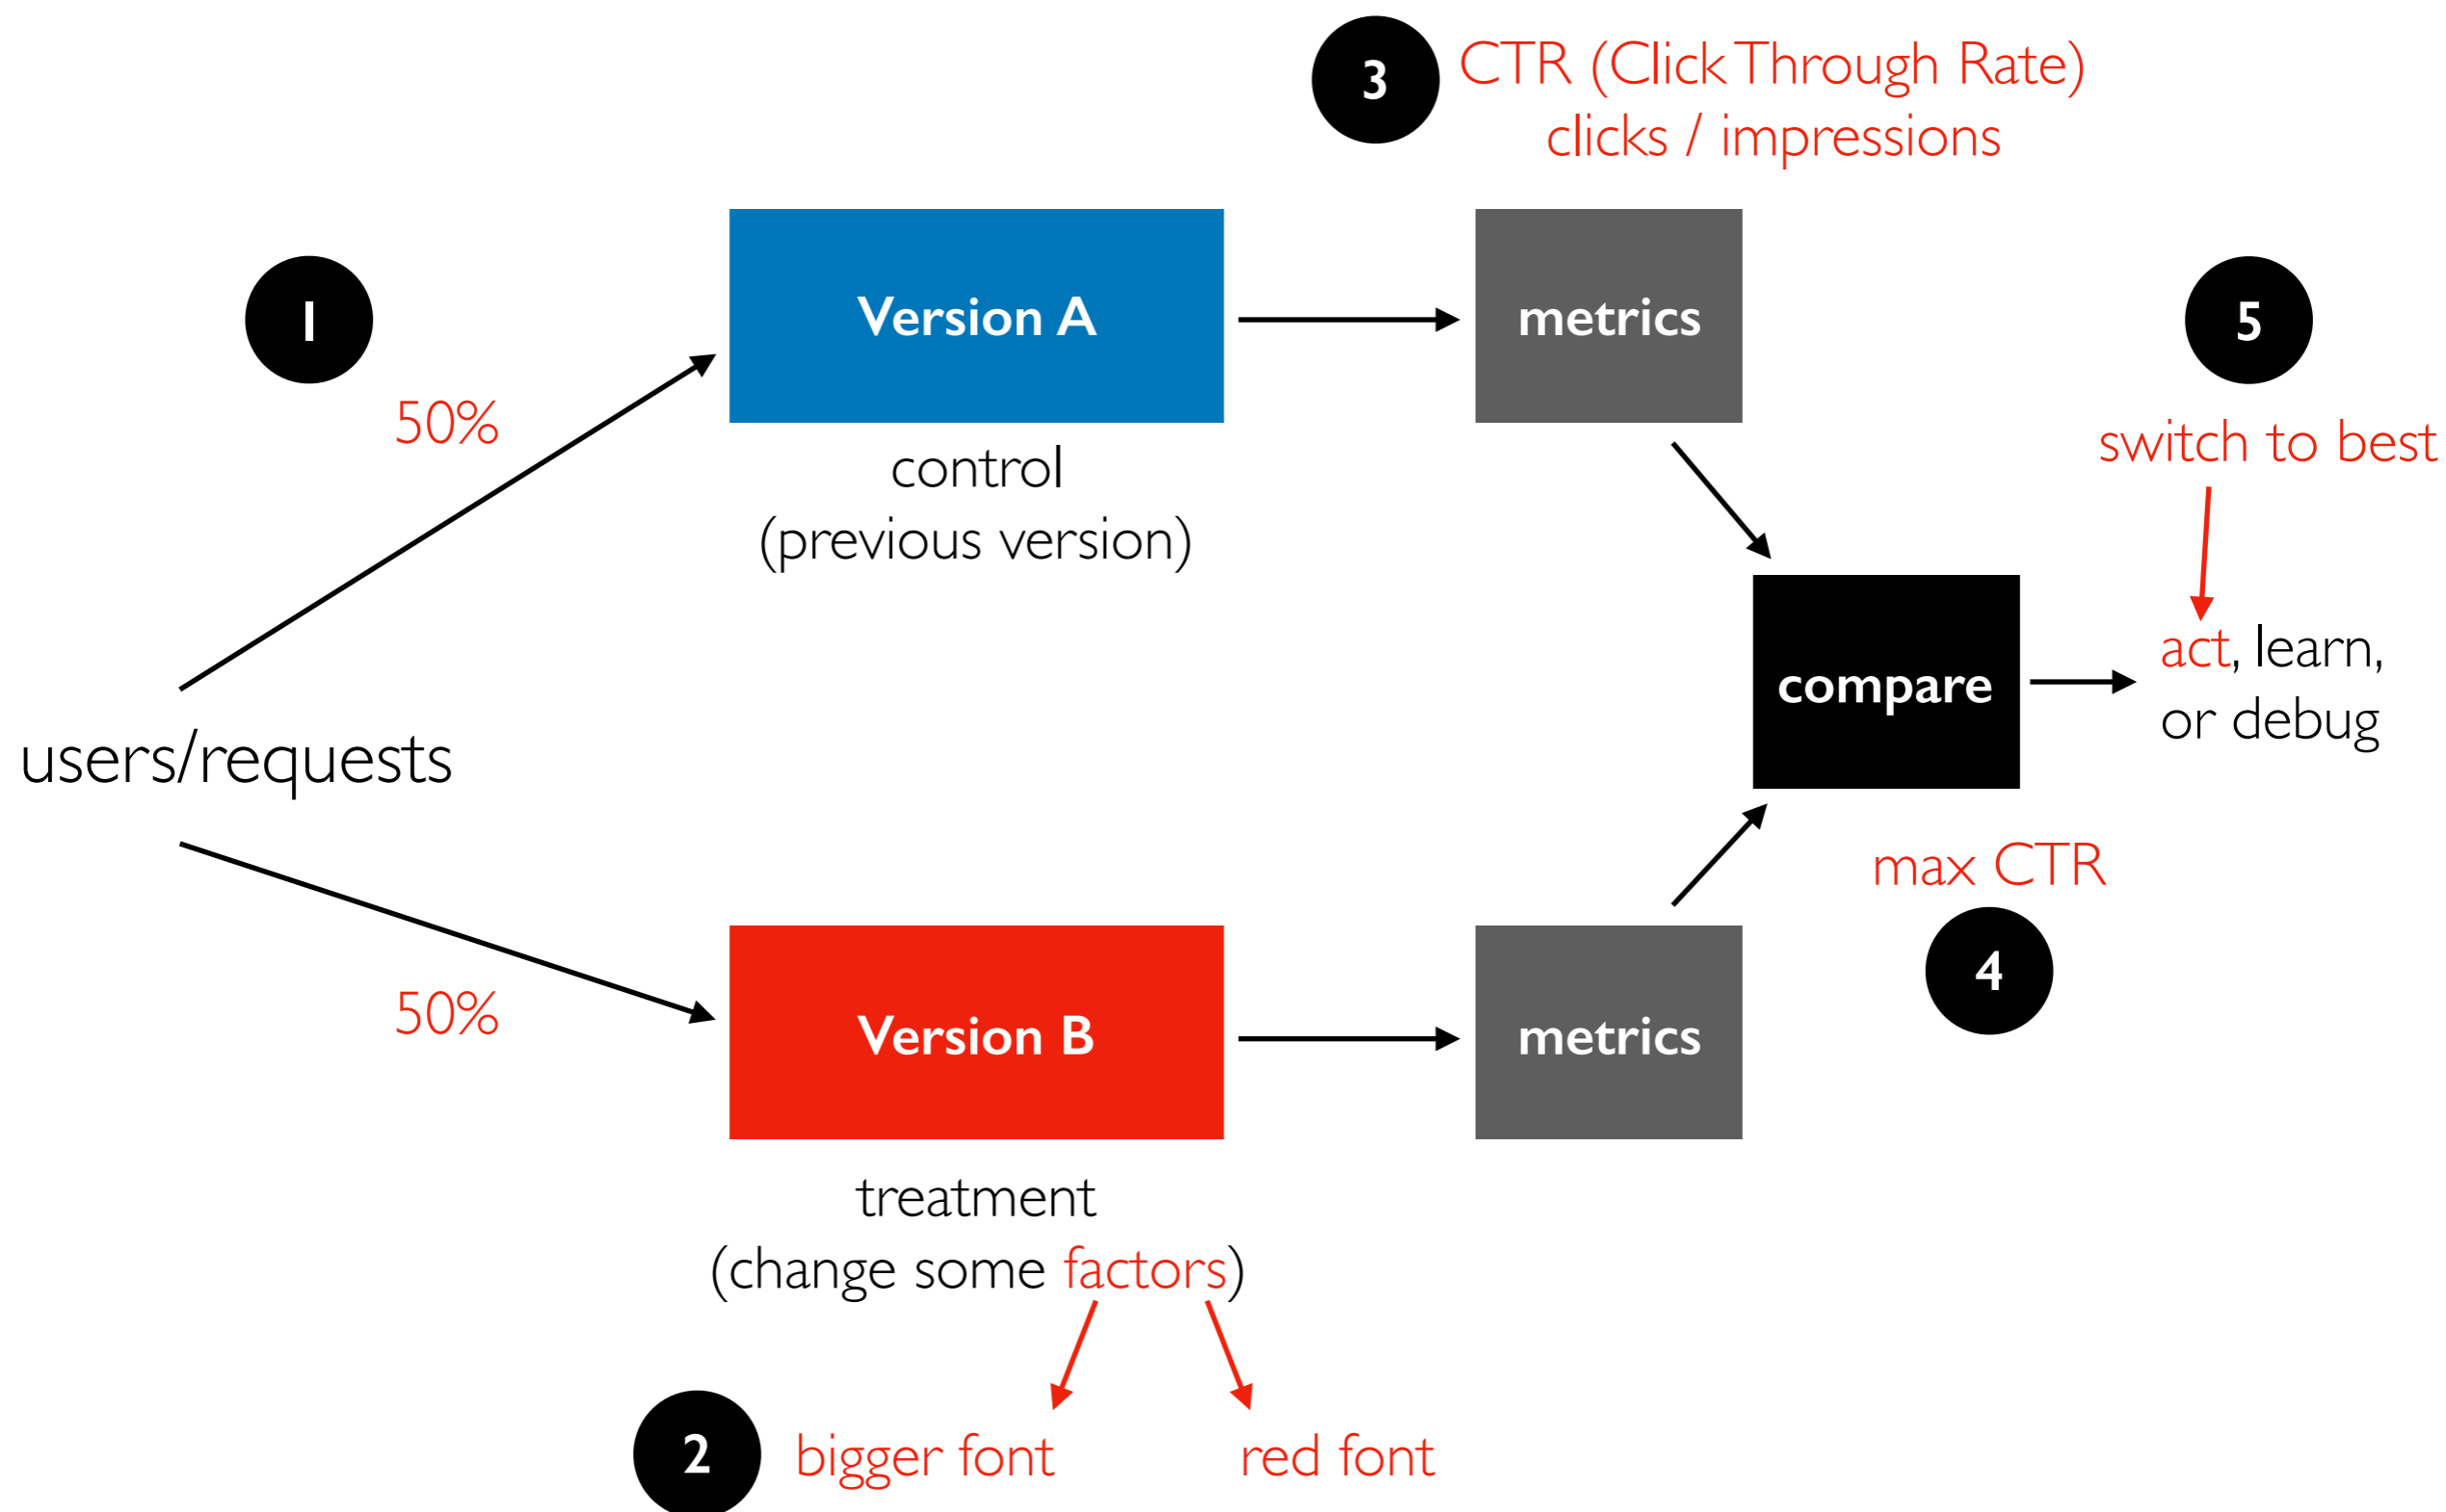 3
CTR (Click Through Rate)
clicks / impressions
1
50%
Version A
metrics
5
switch to best
control
(previous version)
users/requests
compare
act, learn,
or debug
max CTR
4
50%
Version B
metrics
treatment
(change some factors)
2
bigger font
red font